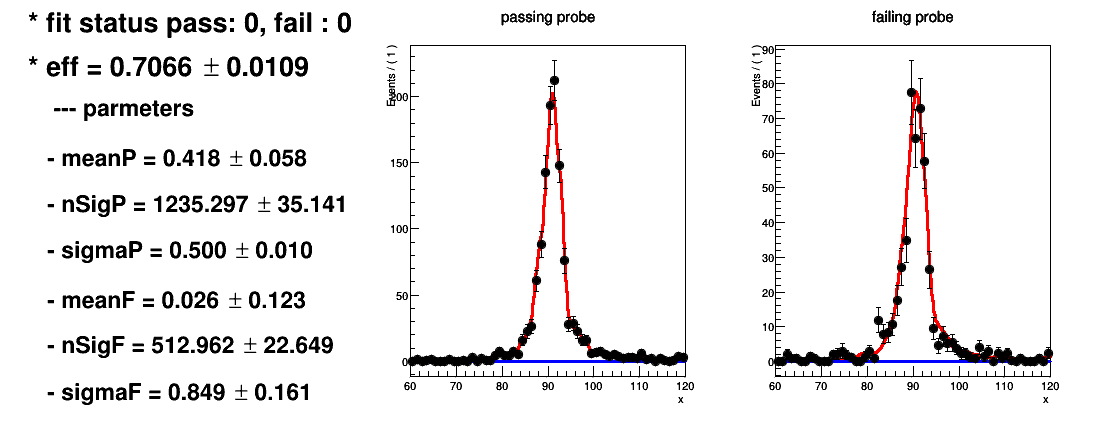 * fit status pass: 0, fail : 0
* eff = 0.7066 ± 0.0109
--- parmeters
- meanP = 0.418 ± 0.058
- nSigP = 1235.297 ± 35.141
- sigmaP = 0.500 ± 0.010
- meanF = 0.026 ± 0.123
- nSigF = 512.962 ± 22.649
- sigmaF = 0.849 ± 0.161
passing probe
Events / ( 1 )
200
150
100
50
0
60 70 80 90 100 110 120
x
failing probe
Events / ( 1 )
90
80
70
60
50
40
30
20
10
0
60 70 80 90 100 110 120
x